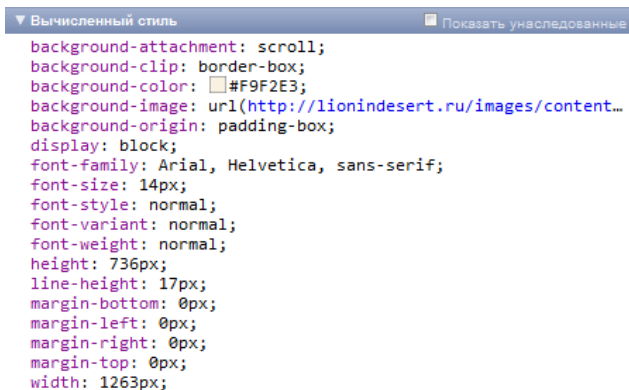 ▼ Вычисленный стиль Показать унаследованные
background-attachment: scroll;
background-clip: border-box;
background-color: #F9F2E3;
background-image: url(http://lionindesert.ru/images/content…
background-origin: padding-box;
display: block;
font-family: Arial, Helvetica, sans-serif;
font-size: 14px;
font-style: normal;
font-variant: normal;
font-weight: normal;
height: 736px;
line-height: 17px;
margin-bottom: 0px;
margin-left: 0px;
margin-right: 0px;
margin-top: 0px;
width: 1263px;